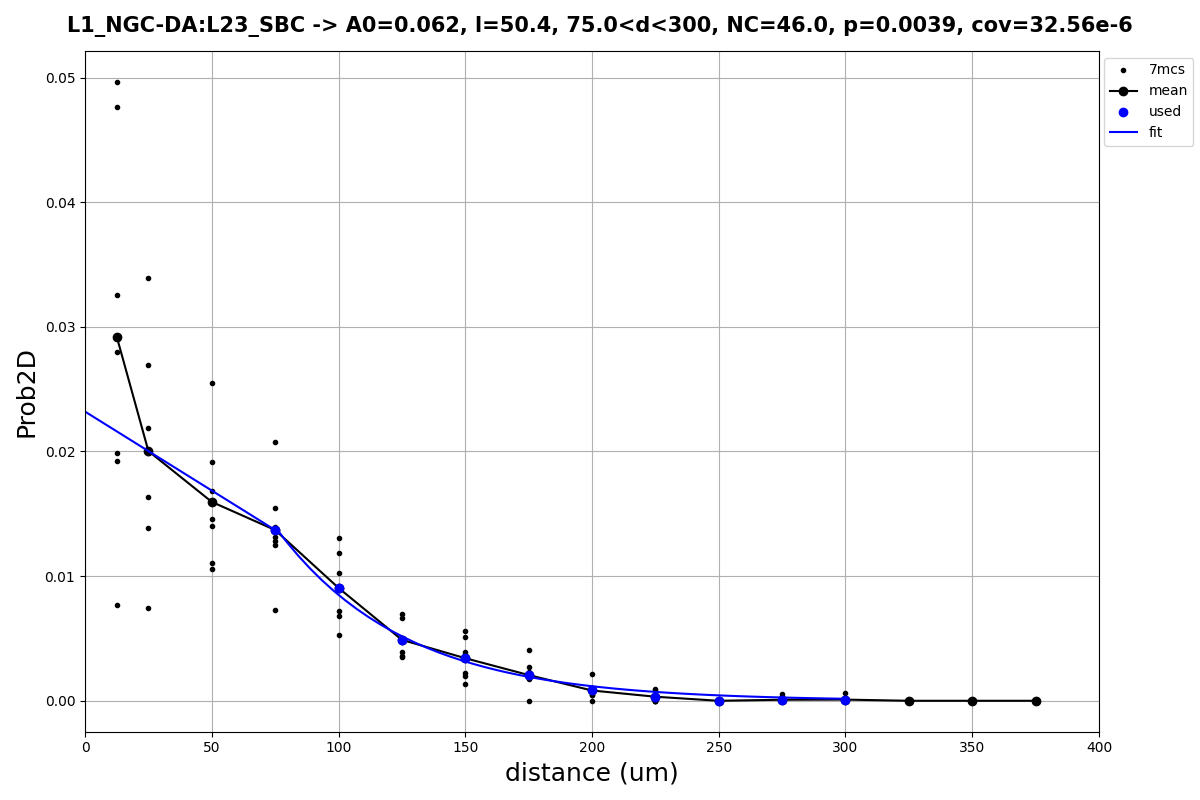 L1_NGC-DA:L23_SBC -> A0=0.062, l=50.4, 75.0<d<300, NC=46.0, p=0.0039, cov=32.56e-6
7mcs
mean
used
fit
0.05
0.04
0.03
0.02
0.01
0.00
Prob2D
0 50 100 150 200 250 300 350 400
distance (um)